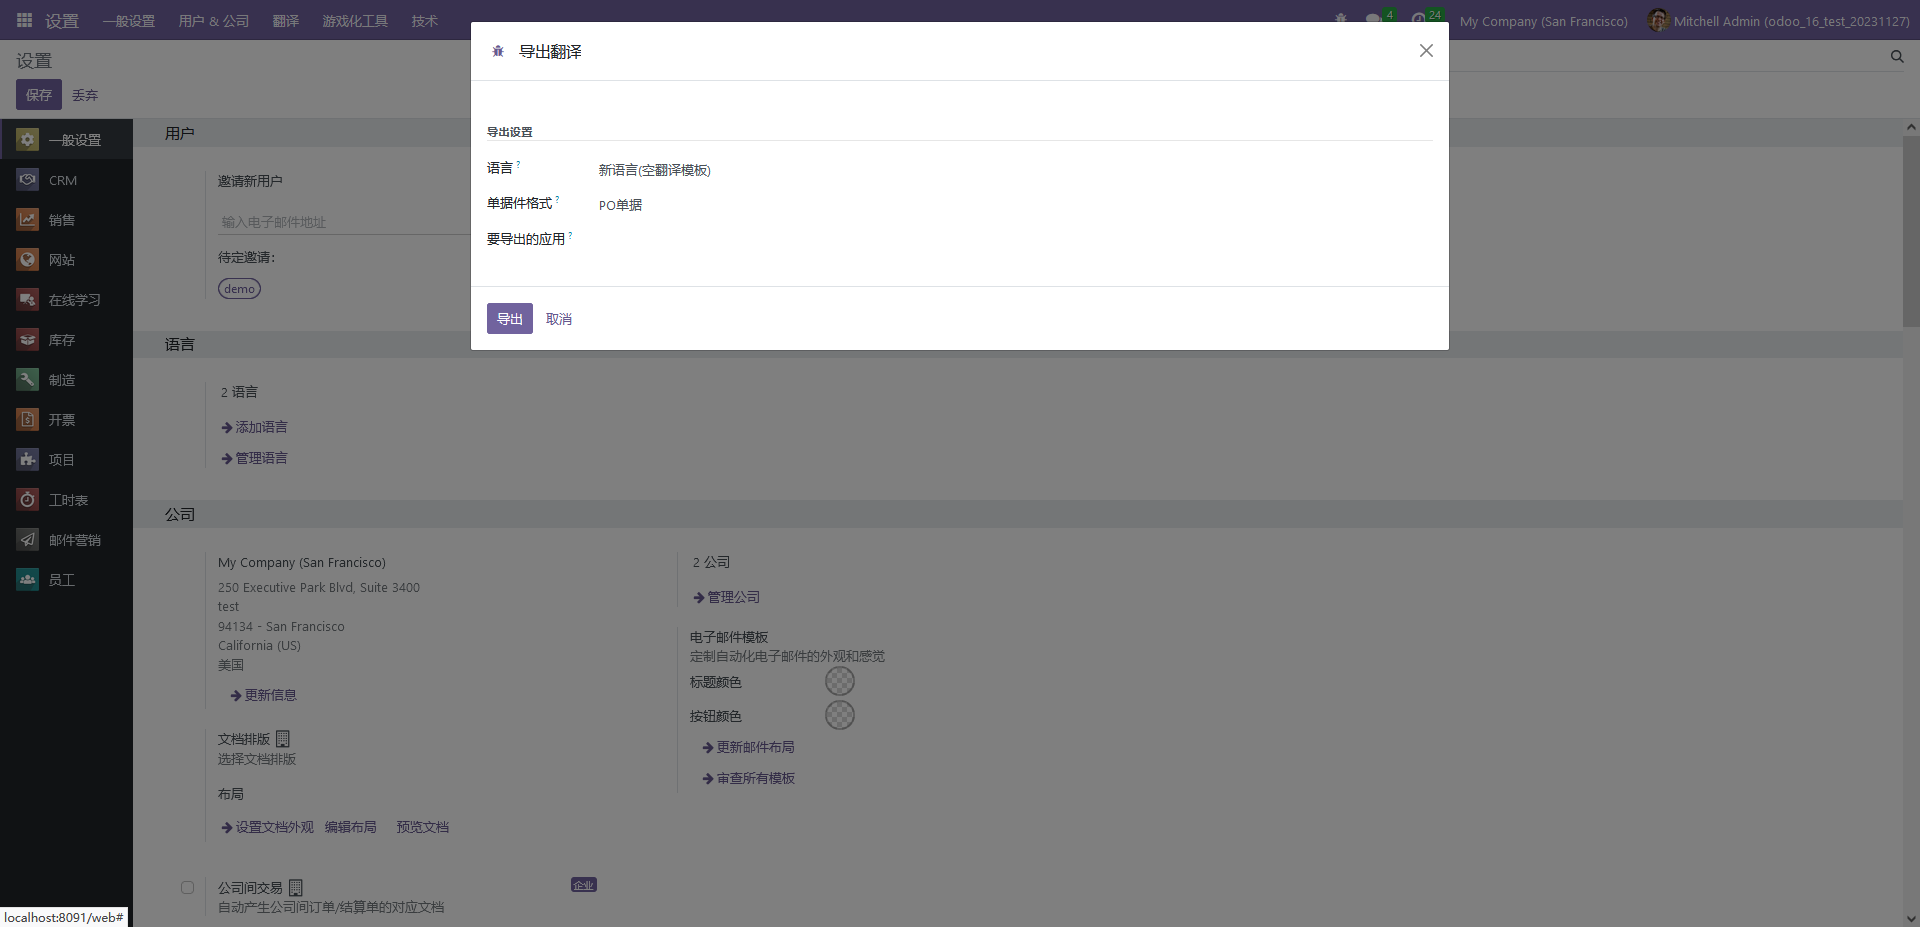 设置 一般设置 用户 & 公司 翻译 游戏化工具 技术 4 24 My Company (San Francisco) Mitchell Admin (odoo_16_test_20231127)
导出翻译
设置
保存 丢弃
导出设置
语言?
新语言(空翻译模板)
单据件格式?
PO单据
要导出的应用?
导出 取消
一般设置
CRM
销售
网站
在线学习
库存
制造
开票
项目
工时表
邮件营销
员工
用户
邀请新用户
输入电子邮件地址
待定邀请:
demo
语言
2 语言
添加语言
管理语言
公司
My Company (San Francisco)
250 Executive Park Blvd, Suite 3400
test
94134 - San Francisco
California (US)
美国
更新信息
文档排版
选择文档排版
布局
设置文档外观 编辑布局 预览文档
公司间交易 企业
自动产生公司间订单/结算单的对应文档
2 公司
管理公司
电子邮件模板
定制自动化电子邮件的外观和感觉
标题颜色
按钮颜色
更新邮件布局
审查所有模板
localhost:8091/web#